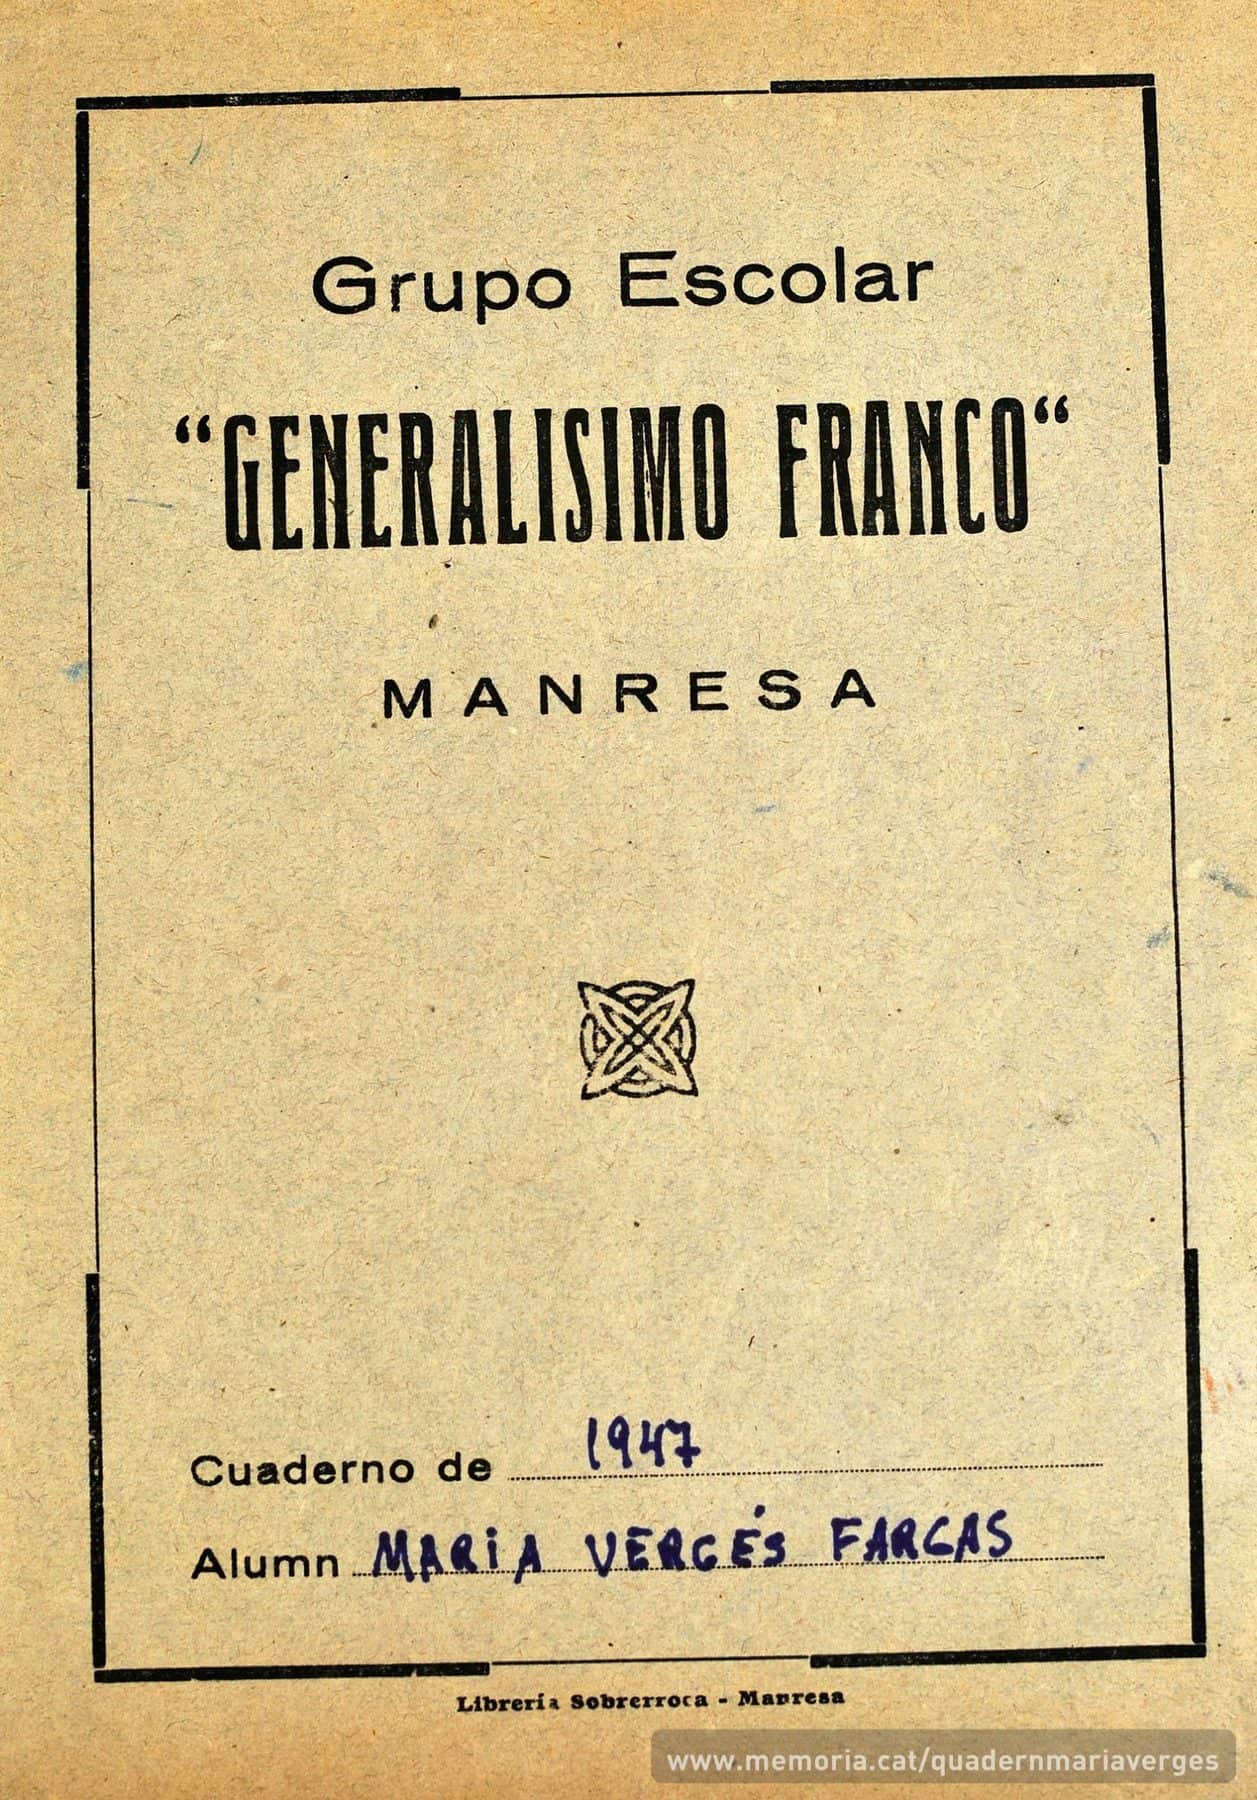 Grupo Escolar
“GENERALISIMO FRANCO“
MANRESA
Cuaderno de 1947
Alumn MARIA VERGÉS FARGAS
Librería Sobrerroca - Manresa
www.memoria.cat/quadernmariaverges